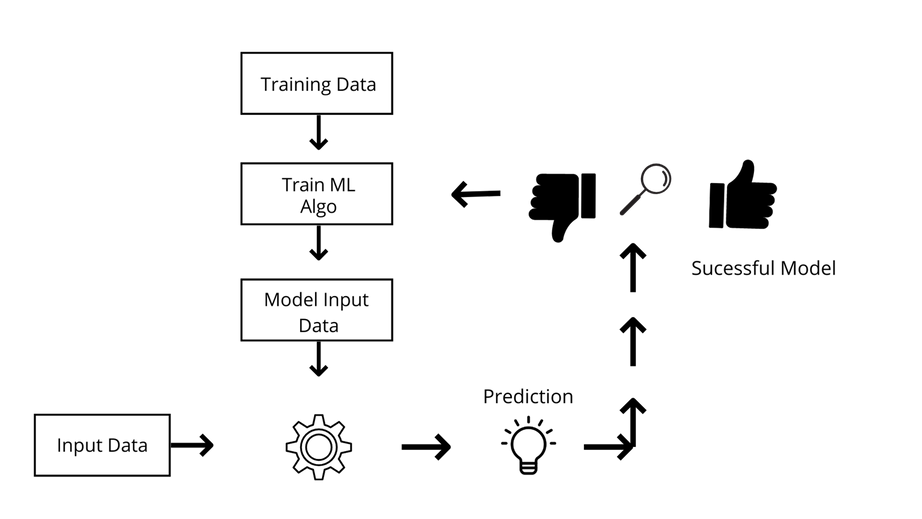 Training Data
Train ML
Algo
Model Input
Data
Input Data
Prediction
Sucessful Model